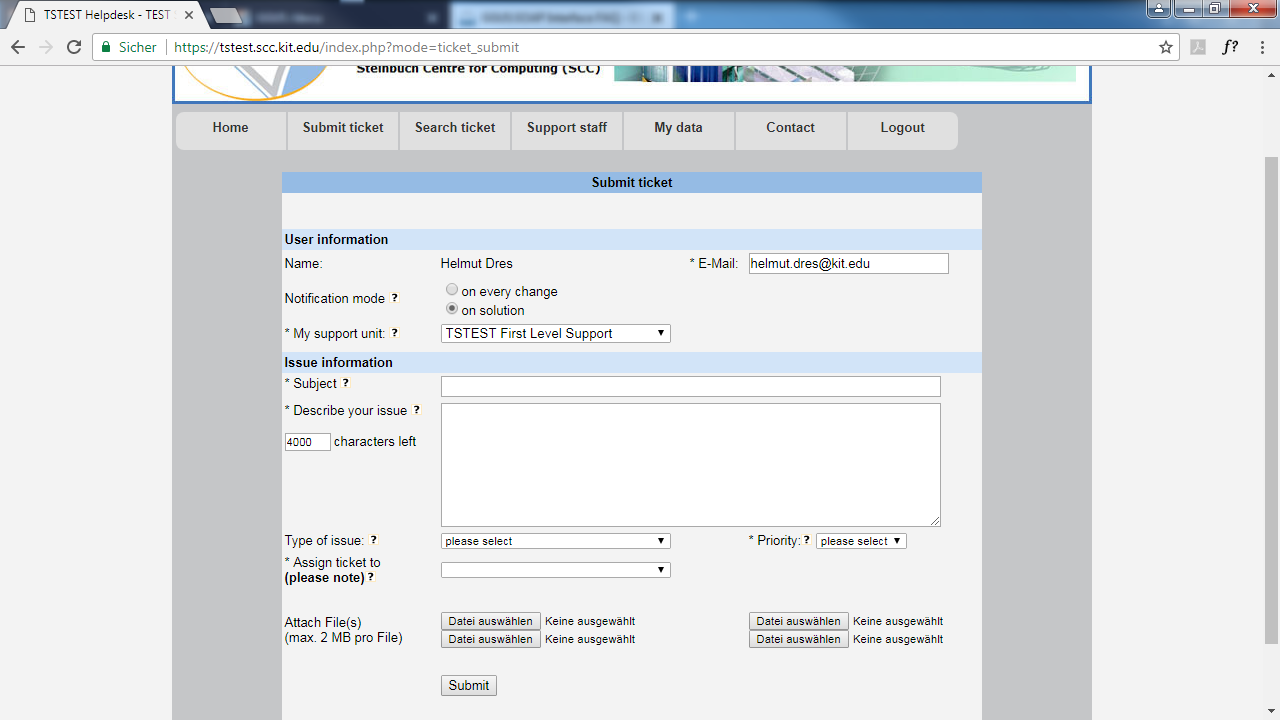 TSTEST Helpdesk - TEST
Sicher
https://tstest.scc.kit.edu/index.php?mode=ticket_submit
f?
Steinbuch Centre for Computing (SCC)
Home Submit ticket Search ticket Support staff My data Contact Logout
Submit ticket
User information
Name: Helmut Dres * E-Mail: helmut.dres@kit.edu
Notification mode ? on every change
on solution
* My support unit: ? TSTEST First Level Support
Issue information
* Subject ?
* Describe your issue ?
4000 characters left
Type of issue: ? please select * Priority: ? please select
* Assign ticket to
(please note) ?
Attach File(s) Datei auswählen Keine ausgewählt Datei auswählen Keine ausgewählt
(max. 2 MB pro File) Datei auswählen Keine ausgewählt Datei auswählen Keine ausgewählt
Submit